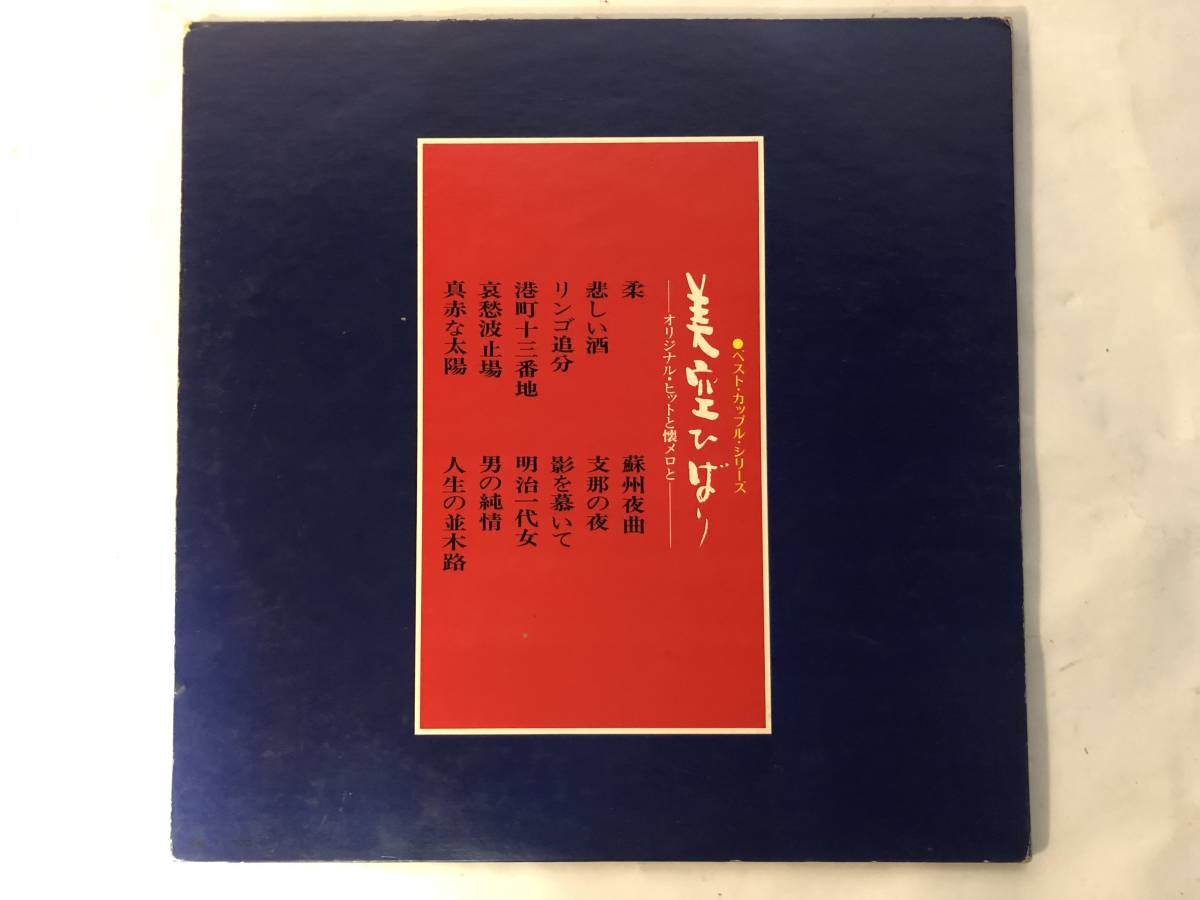 ●ベスト・カップル・シリーズ
美空ひばり
――オリジナル・ヒットと懐メロと――
柔
悲しい酒
リンゴ追分
港町十三番地
哀愁波止場
真赤な太陽
蘇州夜曲
支那の夜
影を慕いて
明治一代女
男の純情
人生の並木路